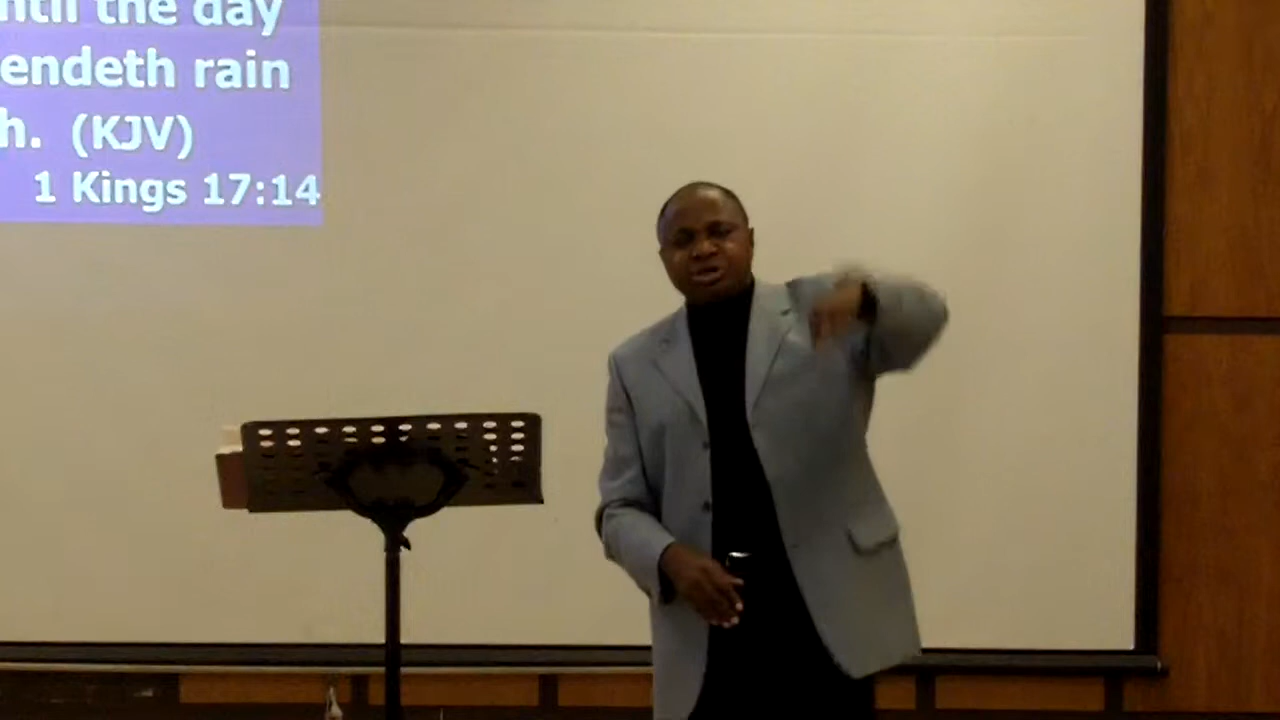 ntil the day
endeth rain
h. (KJV)
1 Kings 17:14